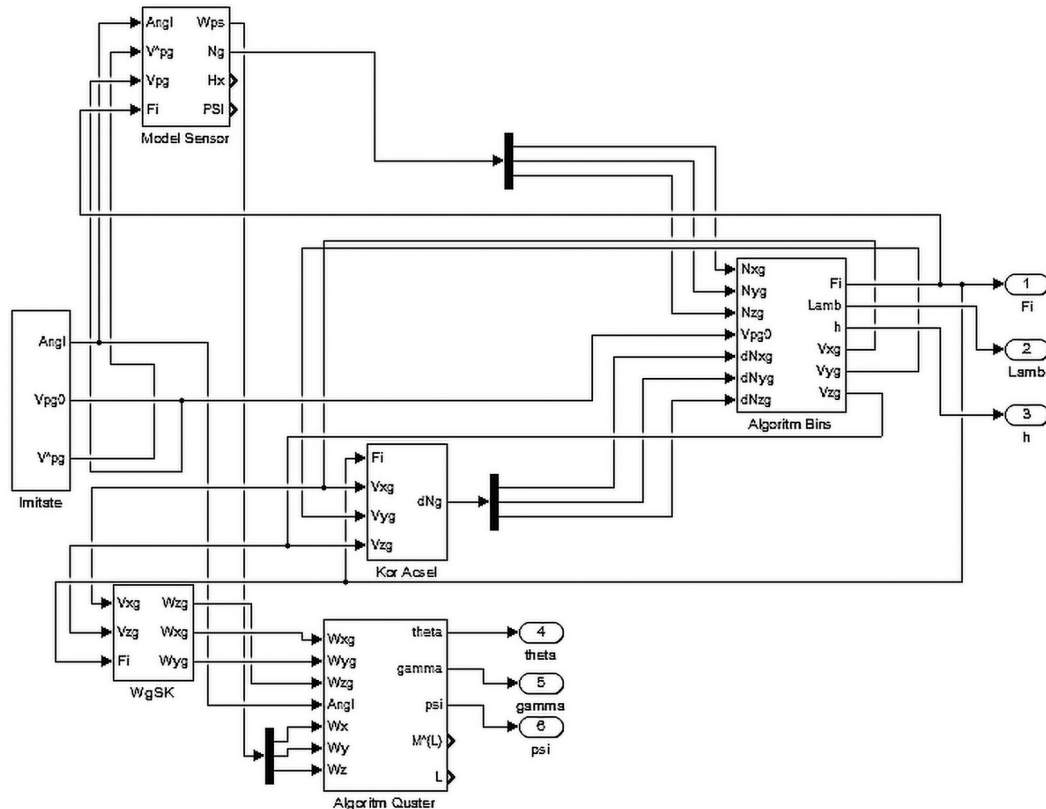 Angl
V^pg
Vpg
Fi
Wps
Ng
Hx
PSI
Model Sensor
Angl
Vpg0
V^pg
Imitate
Nxg
Nyg
Nzg
Vpg0
dNxg
dNyg
dNzg
Fi
Lamb
h
Vxg
Vyg
Vzg
Algoritm Bins
1
Fi
2
Lamb
3
h
Fi
Vxg
Vyg
Vzg
dNg
Kor Acsel
Vxg
Vzg
Fi
Wzg
Wxg
Wyg
WgSK
Wxg
Wyg
Wzg
Angl
Wx
Wy
Wz
theta
gamma
psi
M^{L}
L
Algoritm Quater
4
theta
5
gamma
6
psi